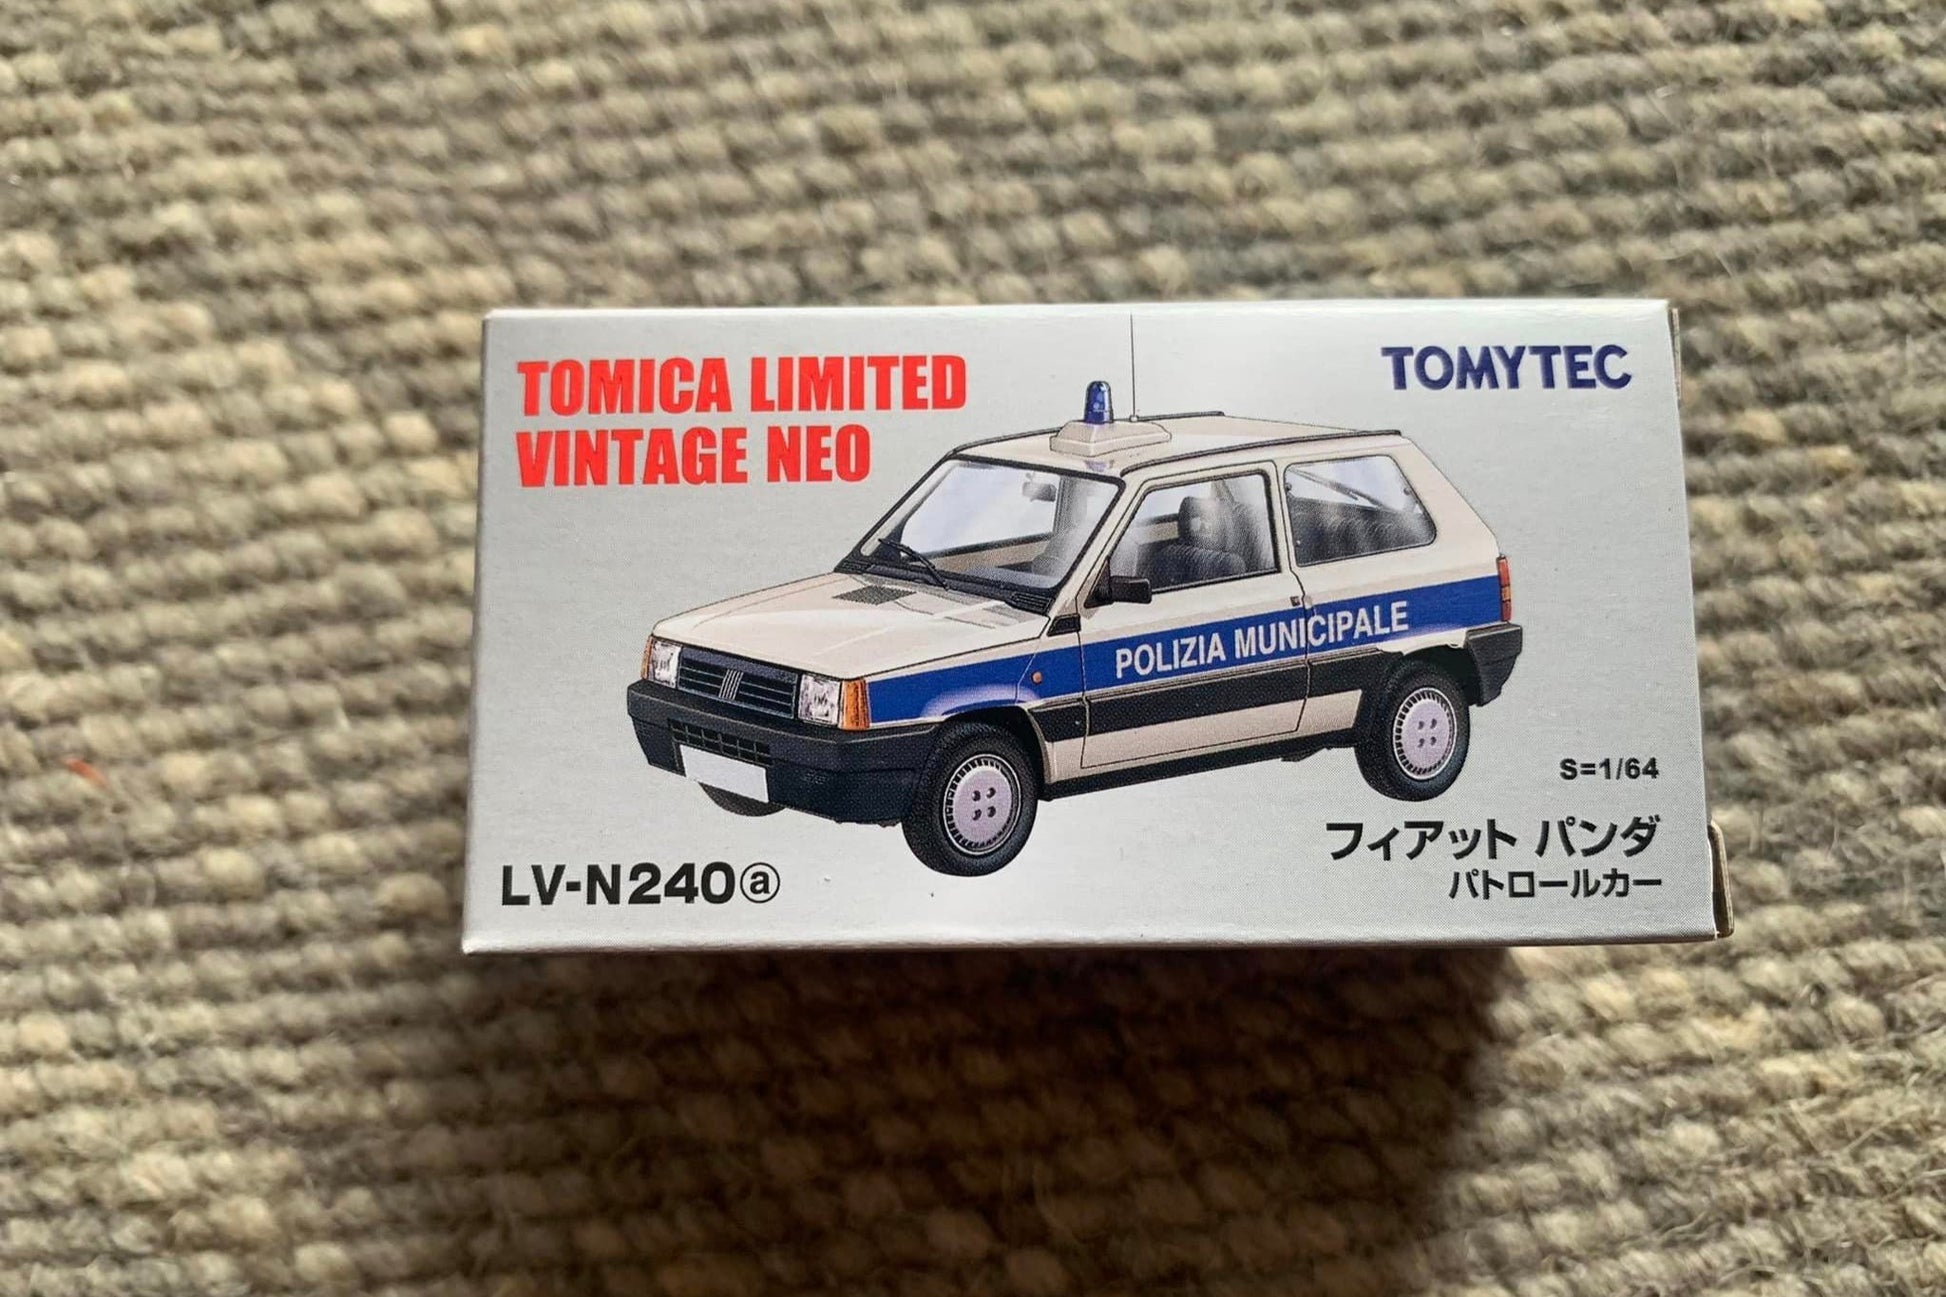 TOMICA LIMITED
VINTAGE NEO
TOMYTEC
POLIZIA MUNICIPALE
S=1/64
フィアット パンダ
パトロールカー
LV-N240ⓐ